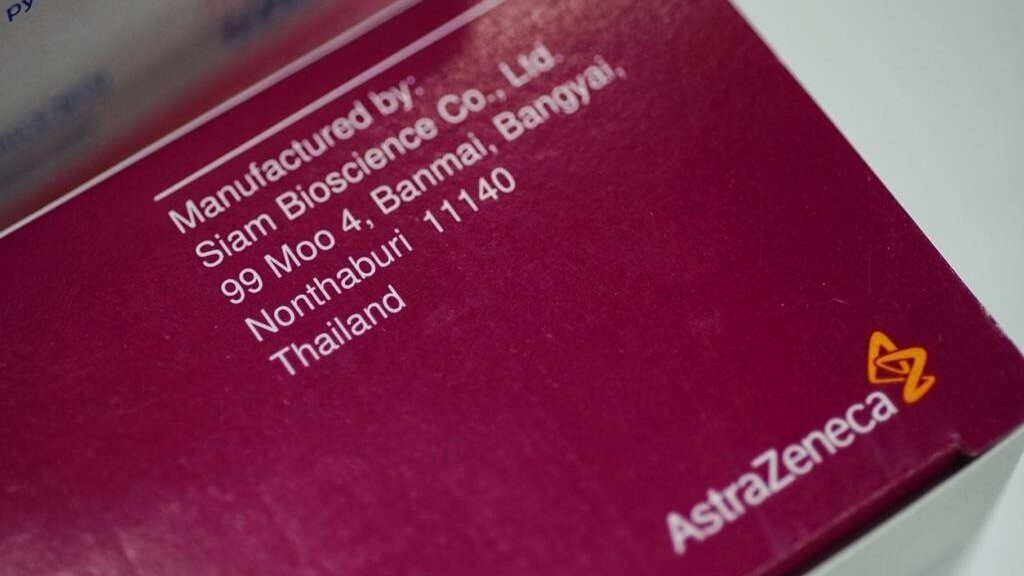 Manufactured by:
Siam Bioscience Co., Ltd.
99 Moo 4, Banmai, Bangyai,
Nonthaburi 11140
Thailand
AstraZeneca